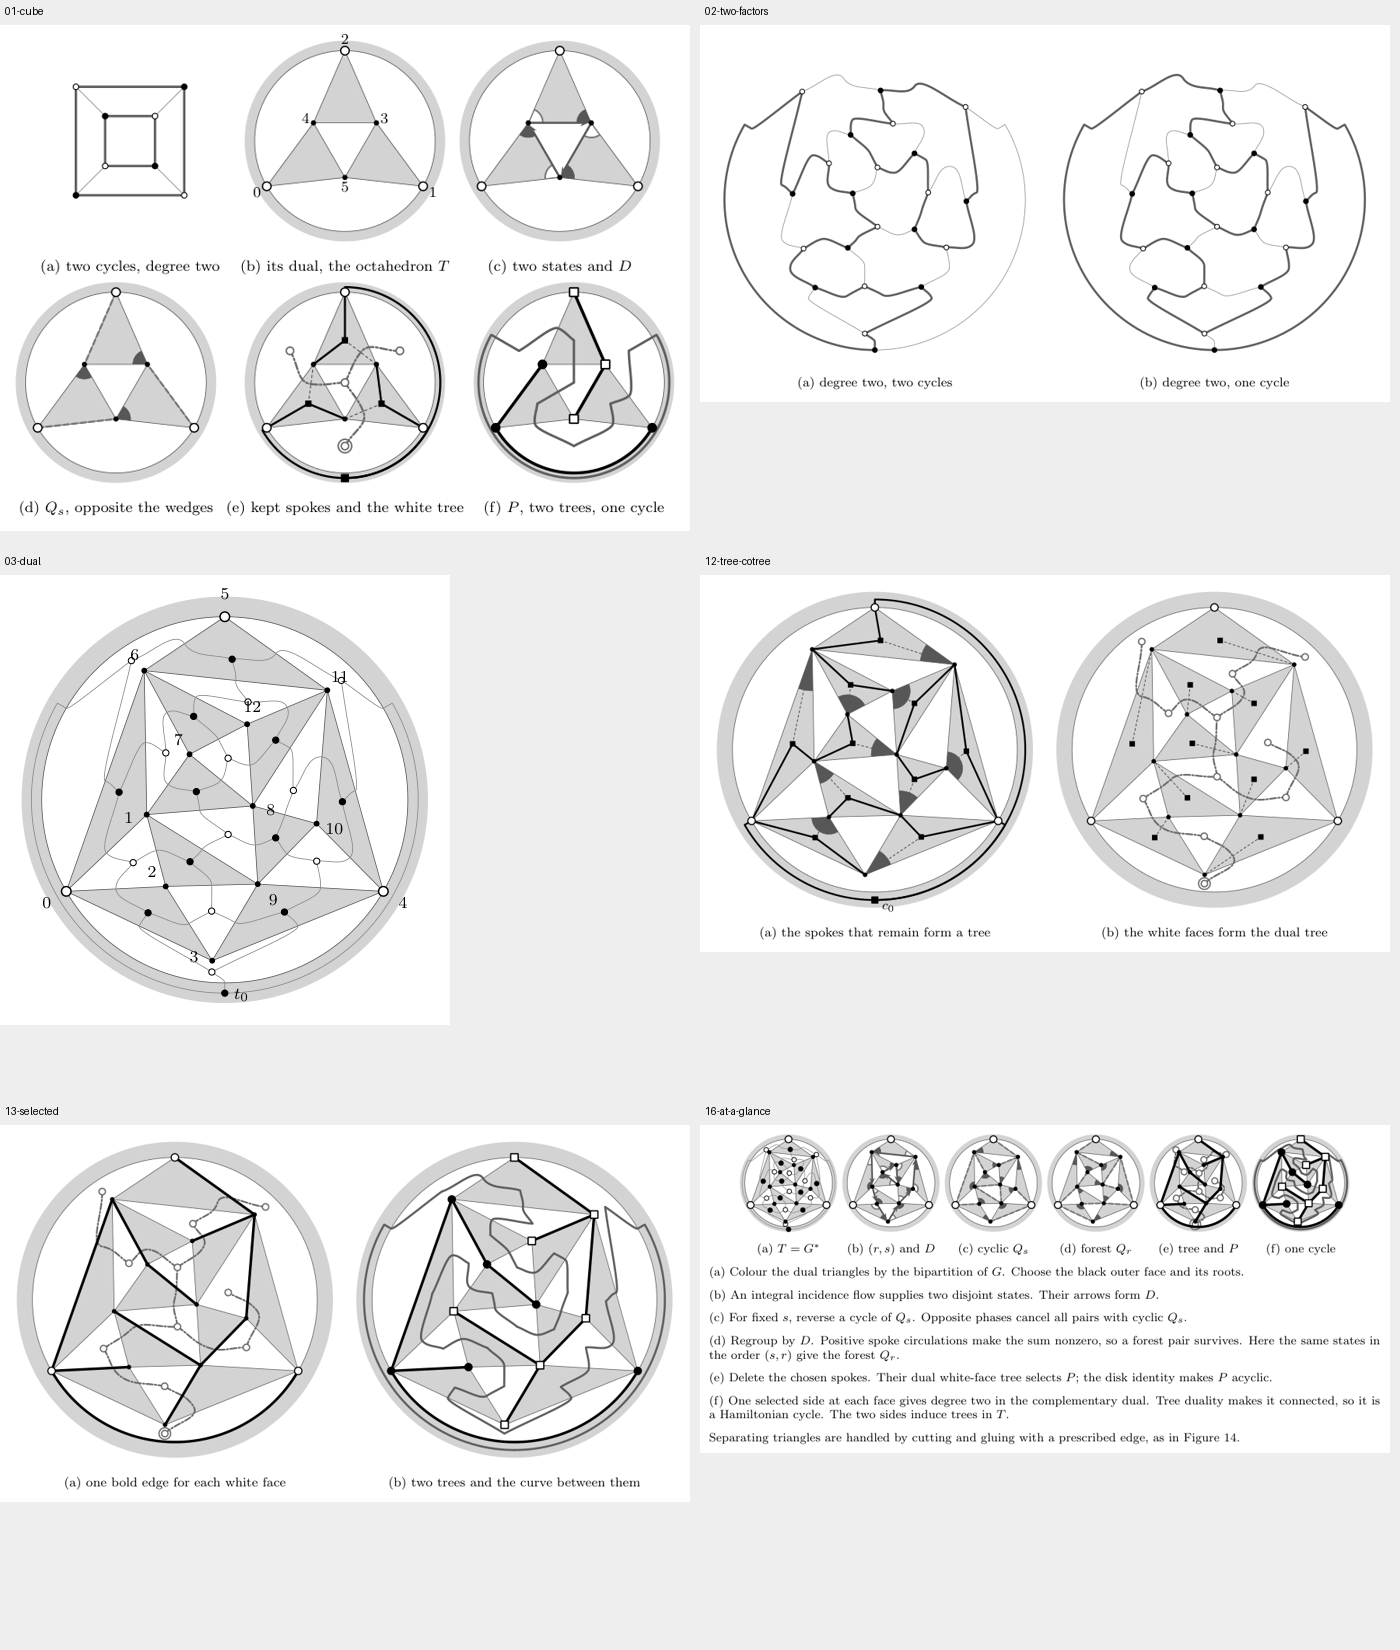 01-cube
2
4
3
0
5
1
(a) two cycles, degree two
(b) its dual, the octahedron T
(c) two states and D
(d) Qs, opposite the wedges
(e) kept spokes and the white tree
(f) P, two trees, one cycle
02-two-factors
(a) degree two, two cycles
(b) degree two, one cycle
03-dual
5
6
11
12
7
8
1
10
2
0
9
4
3
t0
12-tree-cotree
c0
(a) the spokes that remain form a tree
(b) the white faces form the dual tree
13-selected
(a) one bold edge for each white face
(b) two trees and the curve between them
16-at-a-glance
(a) T = G*
(b) (r, s) and D
(c) cyclic Qs
(d) forest Qr
(e) tree and P
(f) one cycle
(a) Colour the dual triangles by the bipartition of G. Choose the black outer face and its roots.
(b) An integral incidence flow supplies two disjoint states. Their arrows form D.
(c) For fixed s, reverse a cycle of Qs. Opposite phases cancel all pairs with cyclic Qs.
(d) Regroup by D. Positive spoke circulations make the sum nonzero, so a forest pair survives. Here the same states in
the order (s, r) give the forest Qr.
(e) Delete the chosen spokes. Their dual white-face tree selects P; the disk identity makes P acyclic.
(f) One selected side at each face gives degree two in the complementary dual. Tree duality makes it connected, so it is
a Hamiltonian cycle. The two sides induce trees in T.
Separating triangles are handled by cutting and gluing with a prescribed edge, as in Figure 14.